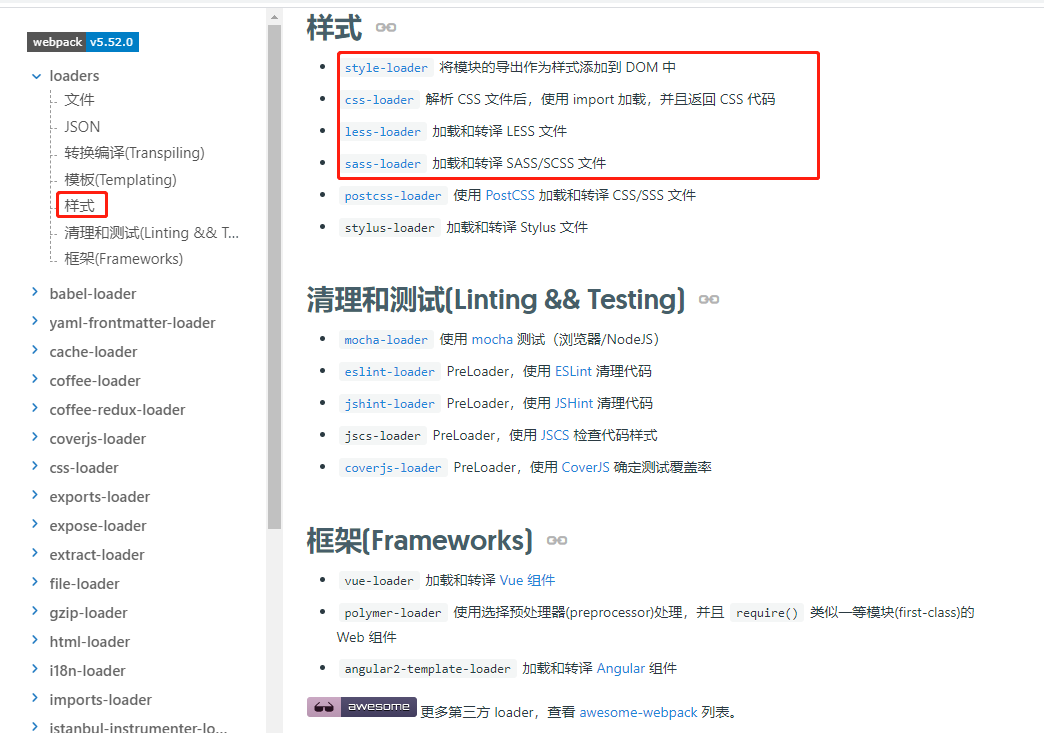 webpack v5.52.0
loaders
文件
JSON
转换编译(Transpiling)
模板(Templating)
样式
清理和测试(Linting && T...
框架(Frameworks)
babel-loader
yaml-frontmatter-loader
cache-loader
coffee-loader
coffee-redux-loader
coverjs-loader
css-loader
exports-loader
expose-loader
extract-loader
file-loader
gzip-loader
html-loader
i18n-loader
imports-loader
istanbul-instrumenter-lo...
样式
style-loader 将模块的导出作为样式添加到 DOM 中
css-loader 解析 CSS 文件后，使用 import 加载，并且返回 CSS 代码
less-loader 加载和转译 LESS 文件
sass-loader 加载和转译 SASS/SCSS 文件
postcss-loader 使用 PostCSS 加载和转译 CSS/SSS 文件
stylus-loader 加载和转译 Stylus 文件
清理和测试(Linting && Testing)
mocha-loader 使用 mocha 测试（浏览器/NodeJS）
eslint-loader PreLoader，使用 ESLint 清理代码
jshint-loader PreLoader，使用 JSHint 清理代码
jscs-loader PreLoader，使用 JSCS 检查代码样式
coverjs-loader PreLoader，使用 CoverJS 确定测试覆盖率
框架(Frameworks)
vue-loader 加载和转译 Vue 组件
polymer-loader 使用选择预处理器(preprocessor)处理，并且 require() 类似一等模块(first-class)的
Web 组件
angular2-template-loader 加载和转译 Angular 组件
awesome 更多第三方 loader，查看 awesome-webpack 列表。